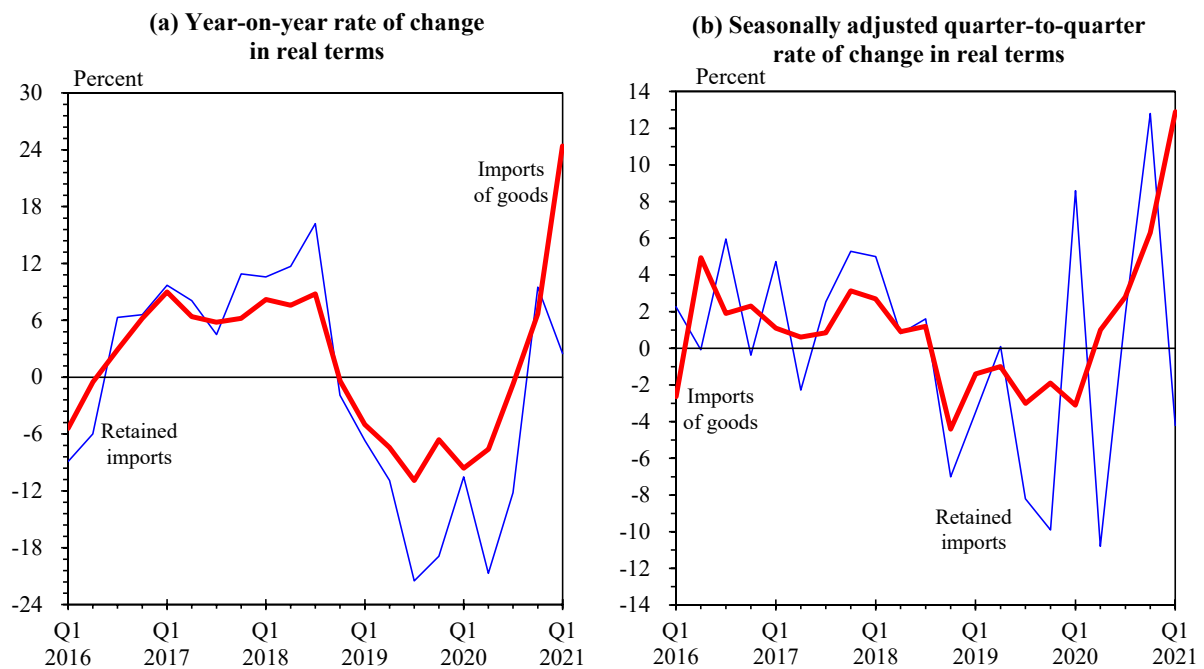 (a) Year-on-year rate of change
in real terms
Percent
30
24
18
12
6
0
-6
-12
-18
-24
Imports
of goods
Retained
imports
Q1 Q1 Q1 Q1 Q1 Q1
2016 2017 2018 2019 2020 2021
(b) Seasonally adjusted quarter-to-quarter
rate of change in real terms
Percent
14
12
10
8
6
4
2
0
-2
-4
-6
-8
-10
-12
-14
Imports
of goods
Retained
imports
Q1 Q1 Q1 Q1 Q1 Q1
2016 2017 2018 2019 2020 2021